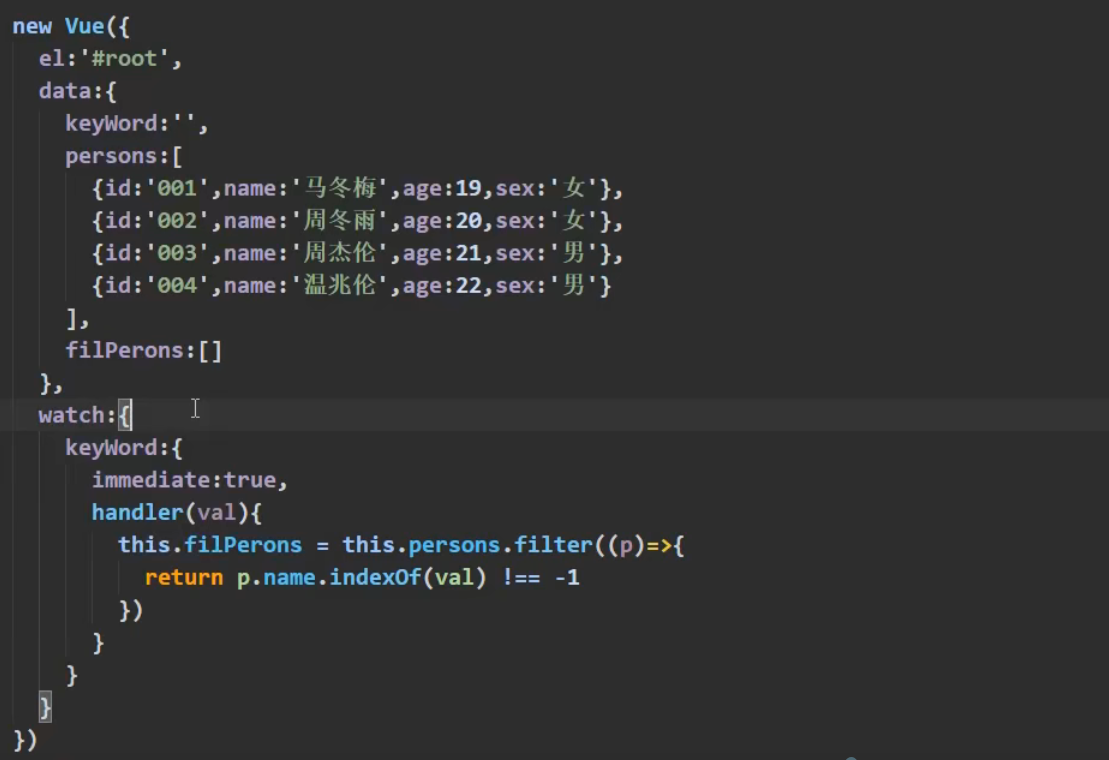 new Vue({
  el:'#root',
  data:{
    keyWord:'',
    persons:[
      {id:'001',name:'马冬梅',age:19,sex:'女'},
      {id:'002',name:'周冬雨',age:20,sex:'女'},
      {id:'003',name:'周杰伦',age:21,sex:'男'},
      {id:'004',name:'温兆伦',age:22,sex:'男'}
    ],
    filPerons:[]
  },
  watch:{
    keyWord:{
      immediate:true,
      handler(val){
        this.filPerons = this.persons.filter((p)=>{
          return p.name.indexOf(val) !== -1
        })
      }
    }
  }
})